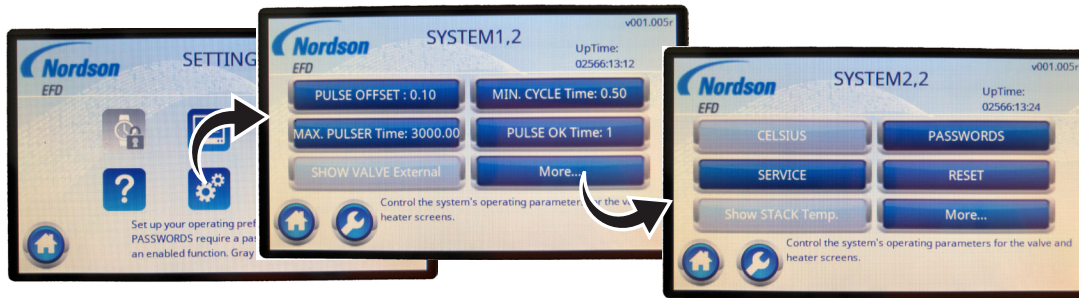 Nordson
EFD
SETTING
?
Set up your operating pref
PASSWORDS require a pas
an enabled function. Gray
v001.005r
Nordson
EFD
SYSTEM1,2
UpTime:
02566:13:12
PULSE OFFSET : 0.10
MIN. CYCLE Time: 0.50
MAX. PULSER Time: 3000.00
PULSE OK Time: 1
SHOW VALVE External
More...
Control the system's operating parameters for the
heater screens.
v001.005r
Nordson
EFD
SYSTEM2,2
UpTime:
02566:13:24
CELSIUS
PASSWORDS
SERVICE
RESET
Show STACK Temp.
More...
Control the system's operating parameters for the valve and
heater screens.